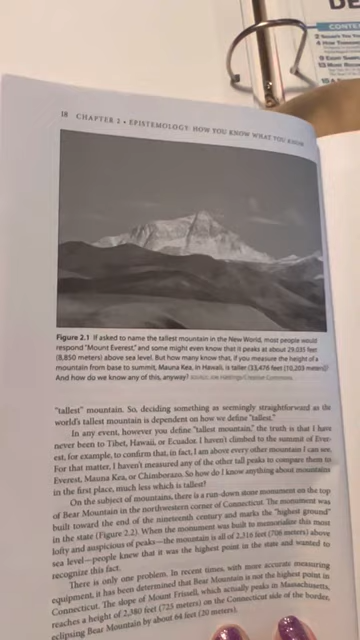 CONTENTS
18 CHAPTER 2 • EPISTEMOLOGY: HOW YOU KNOW WHAT YOU KNOW
Figure 2.1 If asked to name the tallest mountain in the New World, most people would
respond "Mount Everest," and some might even know that it peaks at about 29,035 feet
(8,850 meters) above sea level. But how many know that, if you measure the height of a
mountain from base to summit, Mauna Kea, in Hawaii, is taller (33,476 feet [10,203 meters])?
And how do we know any of this, anyway?
"tallest" mountain. So, deciding something as seemingly straightforward as the
world's tallest mountain is dependent on how we define "tallest."
In any event, however you define "tallest mountain," the truth is that I have
never been to Tibet, Hawaii, or Ecuador. I haven't climbed to the summit of Ever-
est, for example, to confirm that, in fact, I am above every other mountain I can see.
For that matter, I haven't measured any of the other tall peaks to compare them to
Everest, Mauna Kea, or Chimborazo. So how do I know anything about mountains
in the first place, much less which is tallest?
On the subject of mountains, there is a run-down stone monument on the top
of Bear Mountain in the northwestern corner of Connecticut. The monument was
built toward the end of the nineteenth century and marks the "highest ground"
in the state (Figure 2.2). When the monument was built to memorialize this most
lofty and auspicious of peaks—the mountain is all of 2,316 feet (706 meters) above
sea level—people knew that it was the highest point in the state and wanted to
recognize this fact.
There is only one problem. In recent times, with more accurate measuring
equipment, it has been determined that Bear Mountain is not the highest point in
Connecticut. The slope of Mount Frissell, which actually peaks in Massachusetts,
reaches a height of 2,380 feet (725 meters) on the Connecticut side of the border,
eclipsing Bear Mountain by about 64 feet (20 meters).